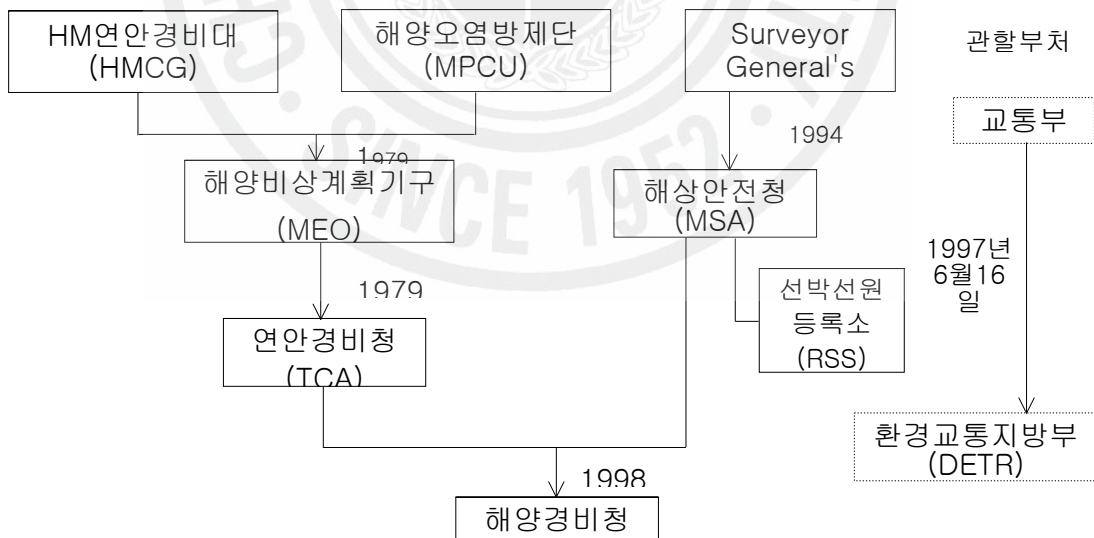 HM연안경비대
(HMCG)
해양오염방제단
(MPCU)
Surveyor
General's
관할부처
교통부
1979
1994
해양비상계획기구
(MEO)
해상안전청
(MSA)
1997년
6월16
일
1979
선박선원
등록소
(RSS)
연안경비청
(TCA)
환경교통지방부
(DETR)
1998
해양경비청
SINCE 1952